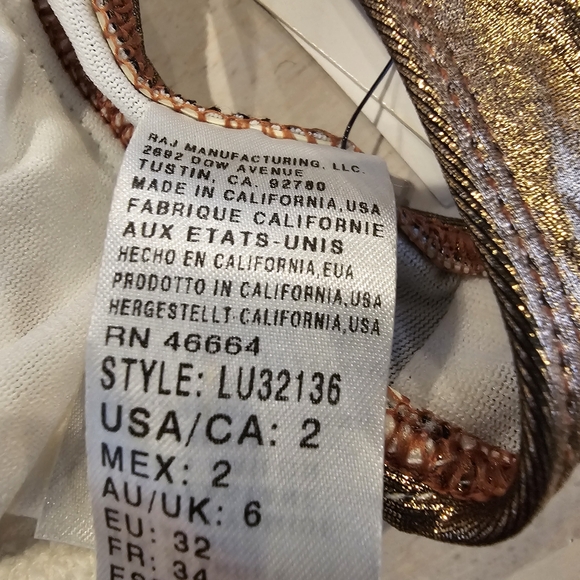 RAJ MANUFACTURING, LLC.
2692 DOW AVENUE
TUSTIN, CA. 92780
MADE IN CALIFORNIA,USA
FABRIQUE CALIFORNIE
AUX ETATS-UNIS
HECHO EN CALIFORNIA,EUA
PRODOTTO IN CALIFORNIA,USA
HERGESTELLT CALIFORNIA,USA
RN 46664
STYLE: LU32136
USA/CA: 2
MEX: 2
AU/UK: 6
EU: 32
FR: 34